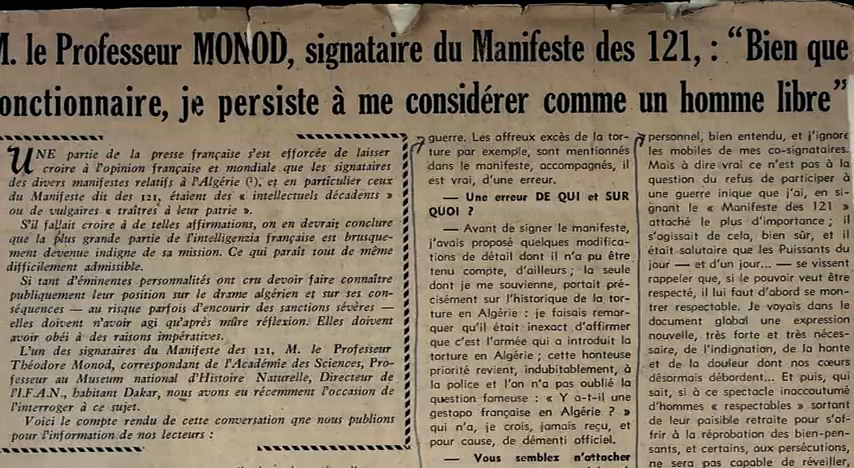 M. le Professeur MONOD, signataire du Manifeste des 121, : "Bien que
onctionnaire, je persiste à me considérer comme un homme libre"
UNE partie de la presse française s'est efforcée de laisser
croire à l'opinion française et mondiale que les signataires
des divers manifestes relatifs à l'Algérie (1), et en particulier ceux
du Manifeste dit des 121, étaient des « intellectuels décadents »
ou de vulgaires « traîtres à leur patrie ».
S'il fallait croire à de telles affirmations, on en devrait conclure
que la plus grande partie de l'intelligenzia française est brusque-
ment devenue indigne de sa mission. Ce qui paraît tout de même
difficilement admissible.
Si tant d'éminentes personnalités ont cru devoir faire connaître
publiquement leur position sur le drame algérien et sur ses con-
séquences — au risque parfois d'encourir des sanctions sévères —
elles doivent n'avoir agi qu'après mûre réflexion. Elles doivent
avoir obéi à des raisons impératives.
L'un des signataires du Manifeste des 121, M. le Professeur
Théodore Monod, correspondant de l'Académie des Sciences, Pro-
fesseur au Museum national d'Histoire Naturelle, Directeur de
l'I.F.A.N., habitant Dakar, nous avons eu récemment l'occasion de
l'interroger à ce sujet.
Voici le compte rendu de cette conversation que nous publions
pour l'information de nos lecteurs :
guerre. Les affreux excès de la tor-
ture par exemple, sont mentionnés
dans le manifeste, accompagnés, il
est vrai, d'une erreur.
— Une erreur DE QUI et SUR
QUOI ?
— Avant de signer le manifeste,
j'avais proposé quelques modifica-
tions de détail dont il n'a pu être
tenu compte, d'ailleurs ; la seule
dont je me souvienne, portait pré-
cisément sur l'historique de la tor-
ture en Algérie : je faisais remar-
quer qu'il était inexact d'affirmer
que c'est l'armée qui a introduit la
torture en Algérie ; cette honteuse
priorité revient, indubitablement, à
la police et l'on n'a pas oublié la
question fameuse : « Y a-t-il une
gestapo française en Algérie ? »
qui n'a, je crois, jamais reçu, et
pour cause, de démenti officiel.
— Vous semblez n'attacher
personnel, bien entendu, et j'ignore
les mobiles de mes co-signataires.
Mais à dire vrai ce n'est pas à la
question du refus de participer à
une guerre inique que j'ai, en si-
gnant le « Manifeste des 121 »
attaché le plus d'importance ; il
s'agissait de cela, bien sûr, et il
était salutaire que les Puissants du
jour — et d'un jour... — se vissent
rappeler que, si le pouvoir veut être
respecté, il lui faut d'abord se mon-
trer respectable. Je voyais dans le
document global une expression
nouvelle, très forte et très néces-
saire, de l'indignation, de la honte
et de la douleur dont nos cœurs
désormais débordent... Et puis, qui
sait, si à ce spectacle inaccoutumé
d'hommes « respectables » sortant
de leur paisible retraite pour s'of-
frir à la réprobation des bien-pen-
sants, et certains, aux persécutions,
ne sera pas capable de réveiller,